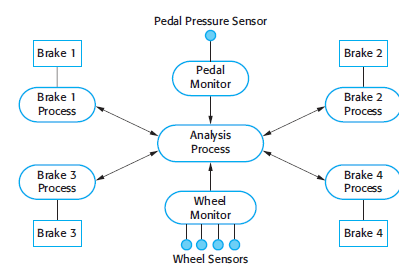 Pedal Pressure Sensor
Brake 1
Brake 2
Pedal
Monitor
Brake 1
Process
Brake 2
Process
Analysis
Process
Brake 3
Process
Brake 4
Process
Wheel
Monitor
Brake 3
Brake 4
Wheel Sensors